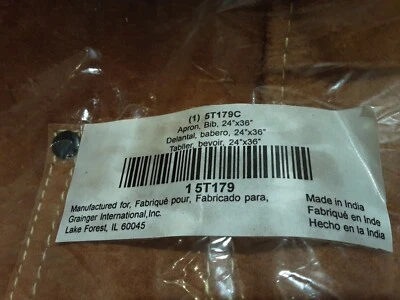 (1) 5T179C
Apron, Bib, 24"x36"
Delantal, babero, 24"x36"
Tablier, bevoir, 24"x36"
1 5T179
Manufactured for, Fabriqué pour, Fabricado para,
Grainger International,Inc.
Lake Forest, IL 60045
Made in India
Fabriqué en Inde
Hecho en la India